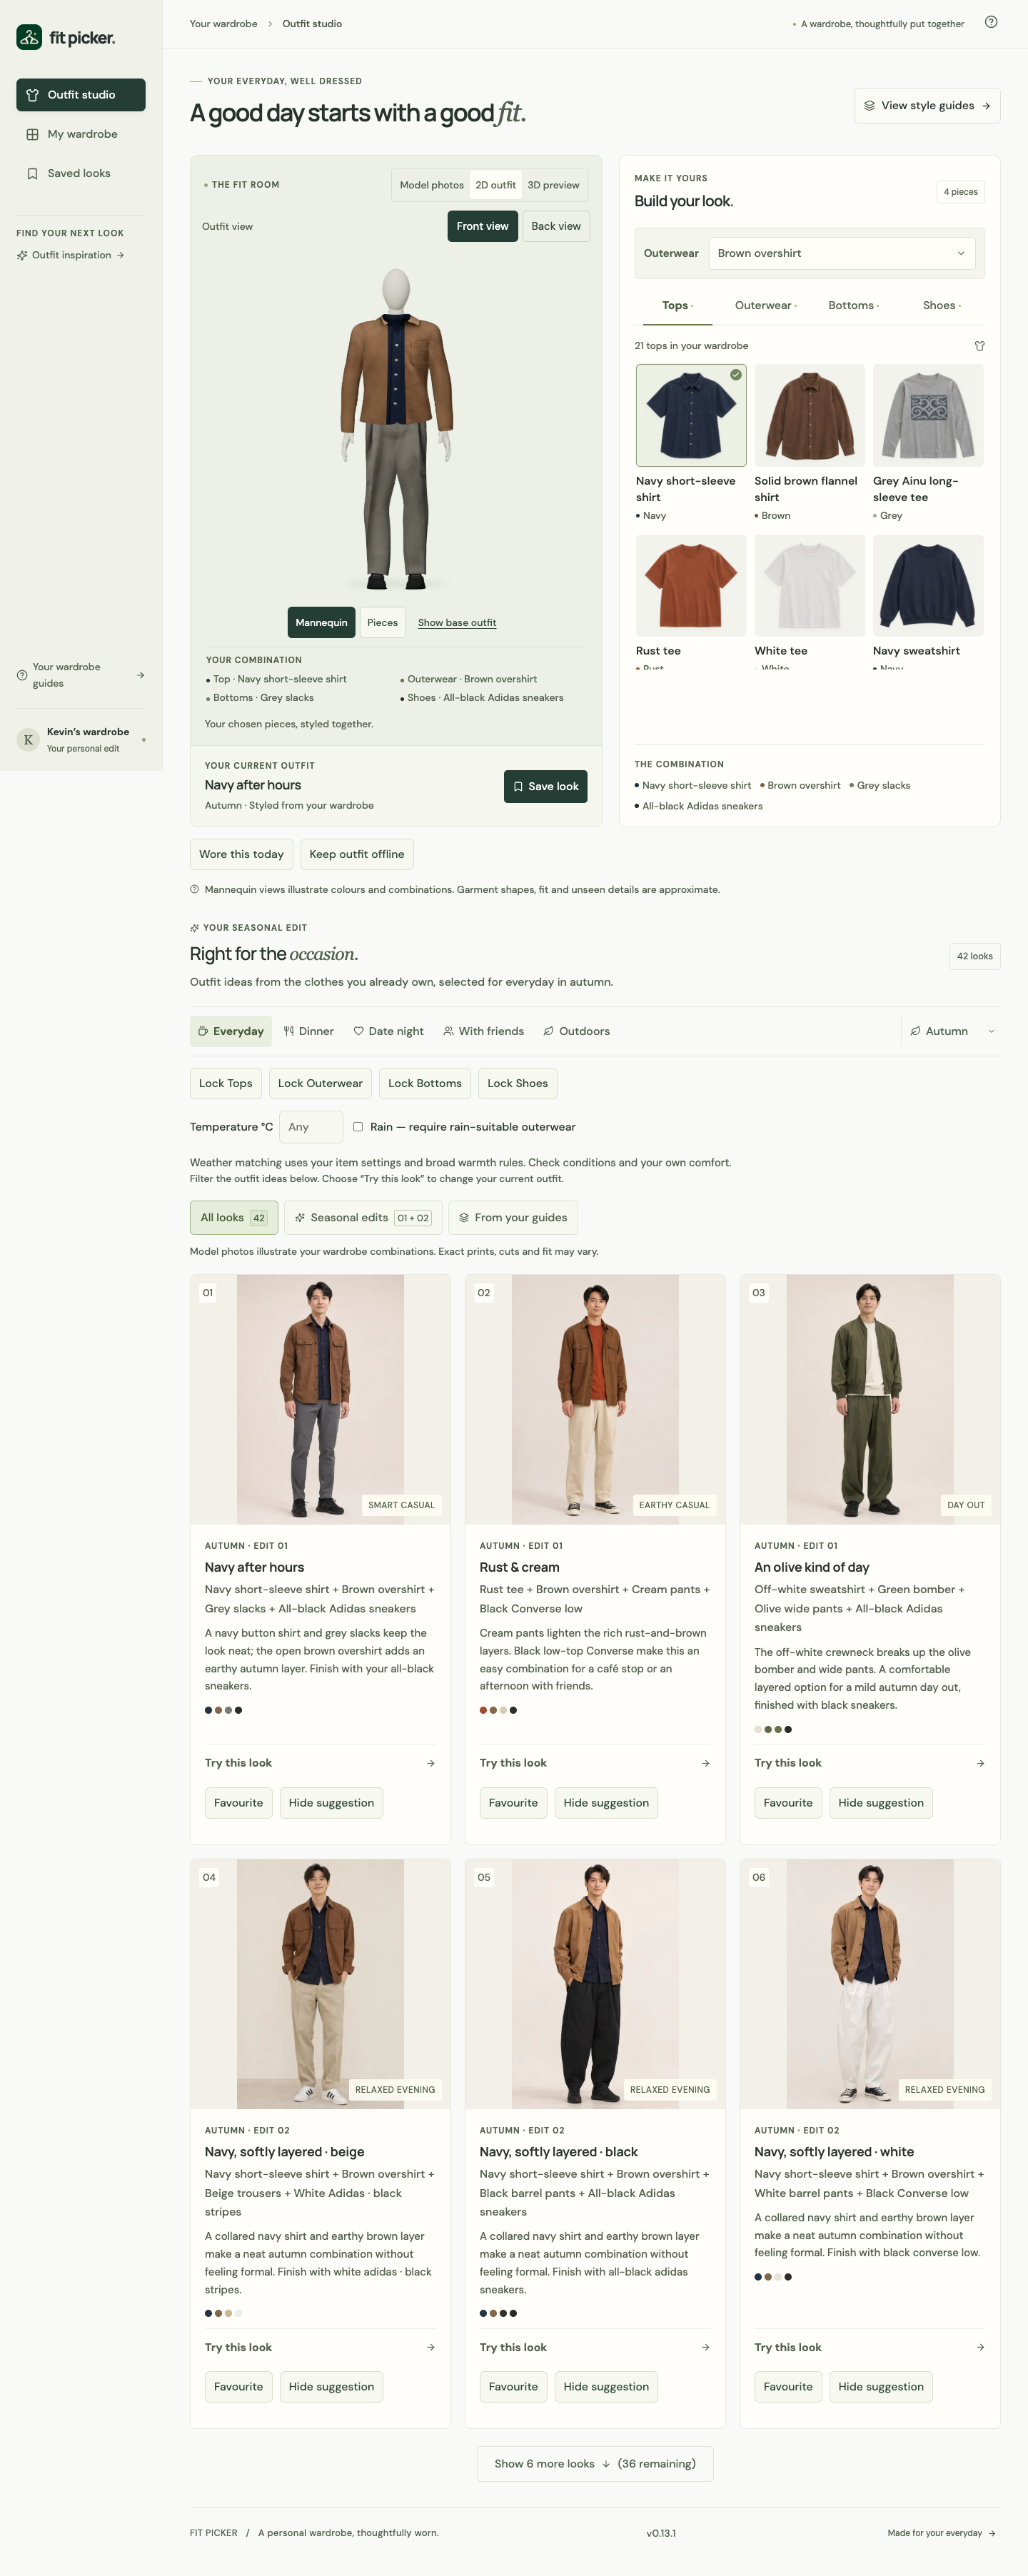 fit picker.
Outfit studio
My wardrobe
Saved looks
FIND YOUR NEXT LOOK
Outfit inspiration →
Your wardrobe
guides →
K
Kevin’s wardrobe
Your personal edit
Your wardrobe > Outfit studio
• A wardrobe, thoughtfully put together
YOUR EVERYDAY, WELL DRESSED
A good day starts with a good fit.
View style guides →
THE FIT ROOM
Model photos 2D outfit 3D preview
Outfit view
Front view Back view
Mannequin Pieces Show base outfit
YOUR COMBINATION
Top · Navy short-sleeve shirt
Outerwear · Brown overshirt
Bottoms · Grey slacks
Shoes · All-black Adidas sneakers
Your chosen pieces, styled together.
YOUR CURRENT OUTFIT
Navy after hours
Autumn · Styled from your wardrobe
Save look
MAKE IT YOURS
Build your look.
4 pieces
Outerwear Brown overshirt
Tops · Outerwear · Bottoms · Shoes ·
21 tops in your wardrobe
Navy short-sleeve
shirt
Navy
Solid brown flannel
shirt
Brown
Grey Ainu long-
sleeve tee
Grey
Rust tee
Rust
White tee
White
Navy sweatshirt
Navy
THE COMBINATION
Navy short-sleeve shirt Brown overshirt Grey slacks
All-black Adidas sneakers
Wore this today Keep outfit offline
Mannequin views illustrate colours and combinations. Garment shapes, fit and unseen details are approximate.
YOUR SEASONAL EDIT
Right for the occasion.
42 looks
Outfit ideas from the clothes you already own, selected for everyday in autumn.
Everyday Dinner Date night With friends Outdoors Autumn
Lock Tops Lock Outerwear Lock Bottoms Lock Shoes
Temperature °C Any Rain — require rain-suitable outerwear
Weather matching uses your item settings and broad warmth rules. Check conditions and your own comfort.
Filter the outfit ideas below. Choose “Try this look” to change your current outfit.
All looks 42 Seasonal edits 01 + 02 From your guides
Model photos illustrate your wardrobe combinations. Exact prints, cuts and fit may vary.
01
SMART CASUAL
AUTUMN · EDIT 01
Navy after hours
Navy short-sleeve shirt + Brown overshirt +
Grey slacks + All-black Adidas sneakers
A navy button shirt and grey slacks keep the
look neat; the open brown overshirt adds an
earthy autumn layer. Finish with your all-black
sneakers.
Try this look →
Favourite Hide suggestion
02
EARTHY CASUAL
AUTUMN · EDIT 01
Rust & cream
Rust tee + Brown overshirt + Cream pants +
Black Converse low
Cream pants lighten the rich rust-and-brown
layers. Black low-top Converse make this an
easy combination for a café stop or an
afternoon with friends.
Try this look →
Favourite Hide suggestion
03
DAY OUT
AUTUMN · EDIT 01
An olive kind of day
Off-white sweatshirt + Green bomber +
Olive wide pants + All-black Adidas
sneakers
The off-white crewneck breaks up the olive
bomber and wide pants. A comfortable
layered option for a mild autumn day out,
finished with black sneakers.
Try this look →
Favourite Hide suggestion
04
RELAXED EVENING
AUTUMN · EDIT 02
Navy, softly layered · beige
Navy short-sleeve shirt + Brown overshirt +
Beige trousers + White Adidas · black
stripes
A collared navy shirt and earthy brown layer
make a neat autumn combination without
feeling formal. Finish with white adidas · black
stripes.
Try this look →
Favourite Hide suggestion
05
RELAXED EVENING
AUTUMN · EDIT 02
Navy, softly layered · black
Navy short-sleeve shirt + Brown overshirt +
Black barrel pants + All-black Adidas
sneakers
A collared navy shirt and earthy brown layer
make a neat autumn combination without
feeling formal. Finish with all-black adidas
sneakers.
Try this look →
Favourite Hide suggestion
06
RELAXED EVENING
AUTUMN · EDIT 02
Navy, softly layered · white
Navy short-sleeve shirt + Brown overshirt +
White barrel pants + Black Converse low
A collared navy shirt and earthy brown layer
make a neat autumn combination without
feeling formal. Finish with black converse low.
Try this look →
Favourite Hide suggestion
Show 6 more looks ↓ (36 remaining)
FIT PICKER / A personal wardrobe, thoughtfully worn.
v0.13.1
Made for your everyday →